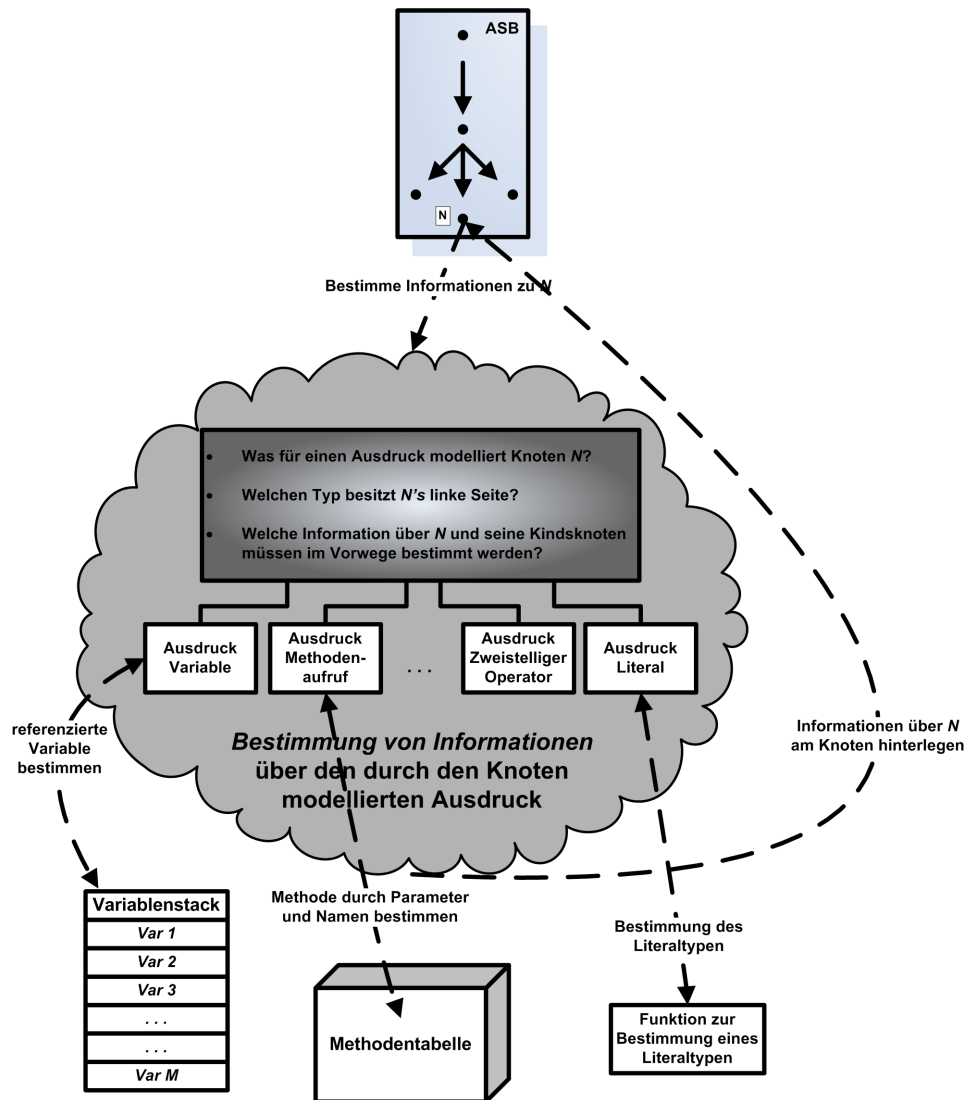 ASB
N
Bestimme Informationen zu N
• Was für einen Ausdruck modelliert Knoten N?
• Welchen Typ besitzt N's linke Seite?
• Welche Information über N und seine Kindsknoten
müssen im Vorwege bestimmt werden?
Ausdruck
Variable
Ausdruck
Methoden-
aufruf
. . .
Ausdruck
Zweistelliger
Operator
Ausdruck
Literal
referenzierte
Variable
bestimmen
Bestimmung von Informationen
über den durch den Knoten
modellierten Ausdruck
Informationen über N
am Knoten hinterlegen
Methode durch Parameter
und Namen bestimmen
Bestimmung des
Literaltypen
Variablenstack
Var 1
Var 2
Var 3
. . .
. . .
Var M
Methodentabelle
Funktion zur
Bestimmung eines
Literaltypen